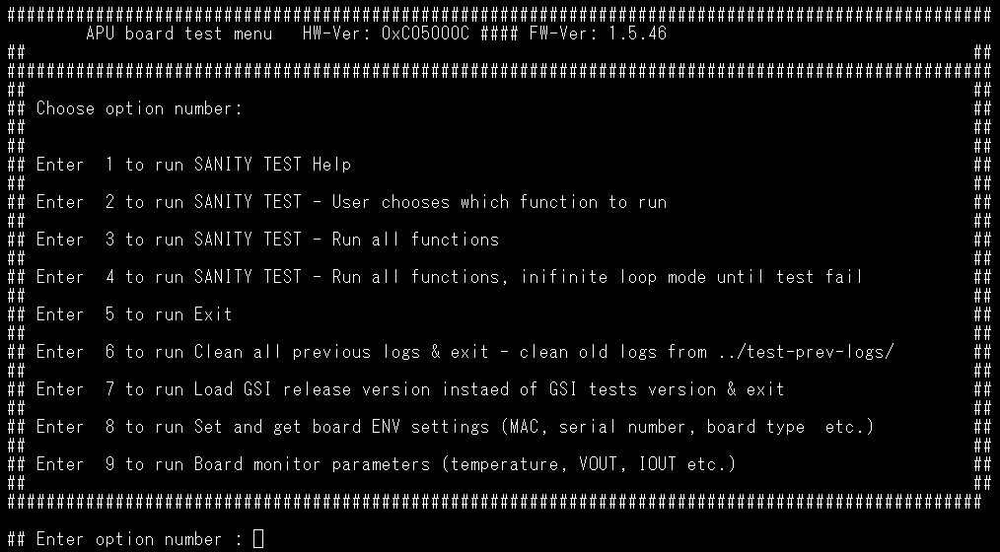 ####################################################################################################
APU board test menu   HW-Ver: 0xC05000C #### FW-Ver: 1.5.46
##                                                                                                ##
####################################################################################################
##                                                                                                ##
## Choose option number:                                                                          ##
##                                                                                                ##
##                                                                                                ##
## Enter  1 to run SANITY TEST Help                                                               ##
##                                                                                                ##
## Enter  2 to run SANITY TEST - User chooses which function to run                               ##
##                                                                                                ##
## Enter  3 to run SANITY TEST - Run all functions                                                ##
##                                                                                                ##
## Enter  4 to run SANITY TEST - Run all functions, inifinite loop mode until test fail           ##
##                                                                                                ##
## Enter  5 to run Exit                                                                           ##
##                                                                                                ##
## Enter  6 to run Clean all previous logs & exit - clean old logs from ../test-prev-logs/        ##
##                                                                                                ##
## Enter  7 to run Load GSI release version instaed of GSI tests version & exit                   ##
##                                                                                                ##
## Enter  8 to run Set and get board ENV settings (MAC, serial number, board type  etc.)          ##
##                                                                                                ##
## Enter  9 to run Board monitor parameters (temperature, VOUT, IOUT etc.)                        ##
##                                                                                                ##
###################################################################################################
## Enter option number :